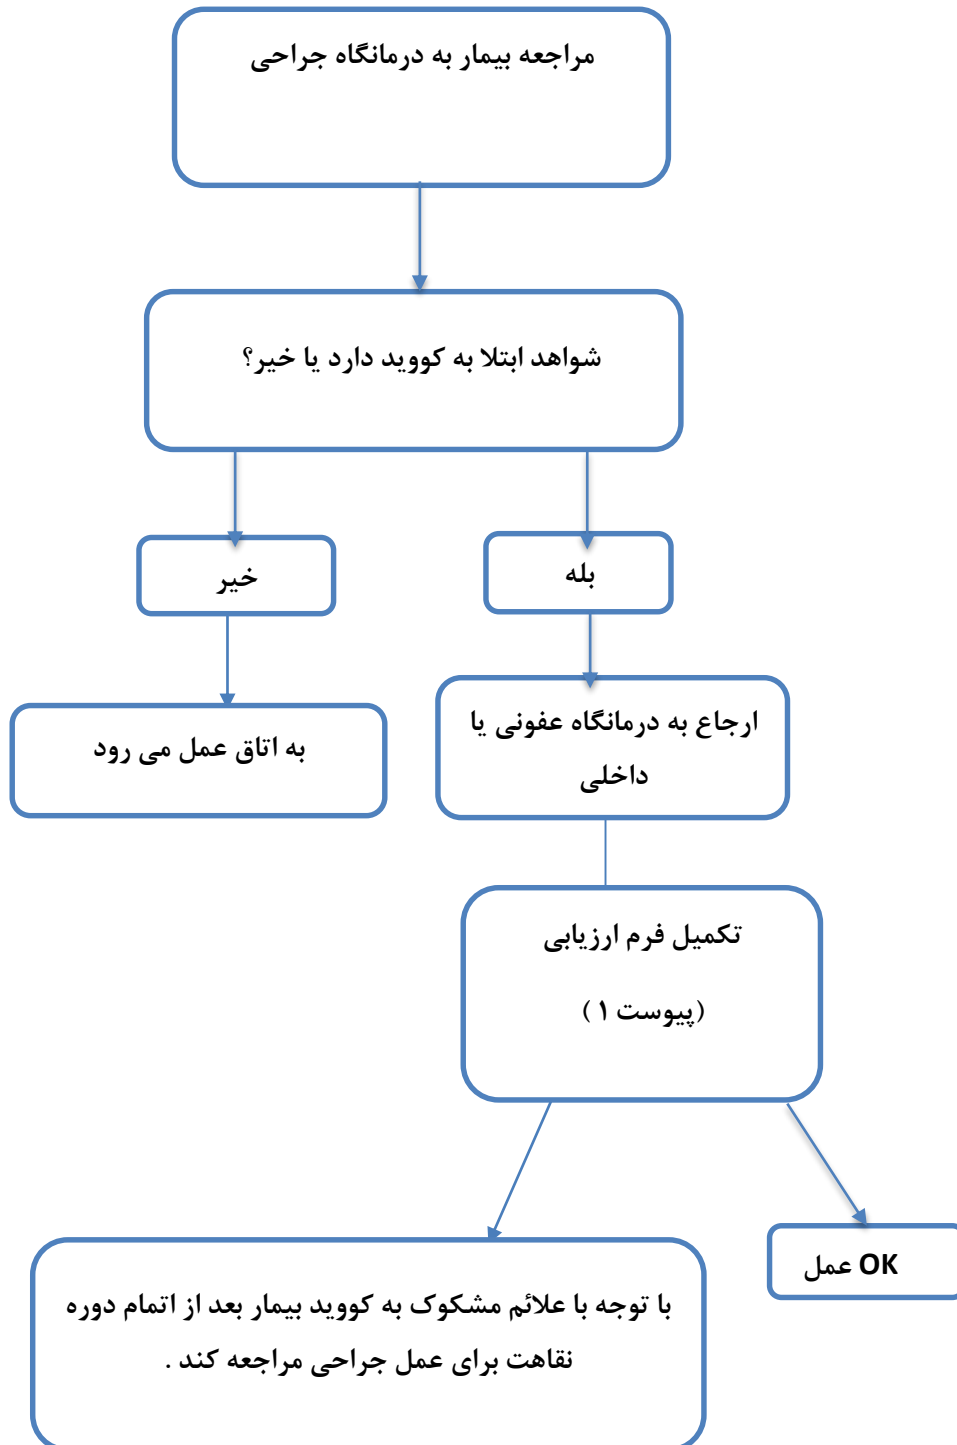 مراجعه بیمار به درمانگاه جراحی
شواهد ابتلا به کووید دارد یا خیر؟
بله
خیر
ارجاع به درمانگاه عفونی یا
داخلی
به اتاق عمل می رود
تکمیل فرم ارزیابی
(پیوست ۱ )
OK عمل
با توجه با علائم مشکوک به کووید بیمار بعد از اتمام دوره
نقاهت برای عمل جراحی مراجعه کند .